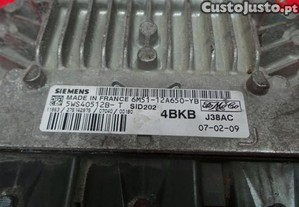 CustoJusto.pt
SIEMENS
MADE IN FRANCE 6M51-12A650-YB
5WS40512B- T SID202
4BKB J38AC
07-02-09